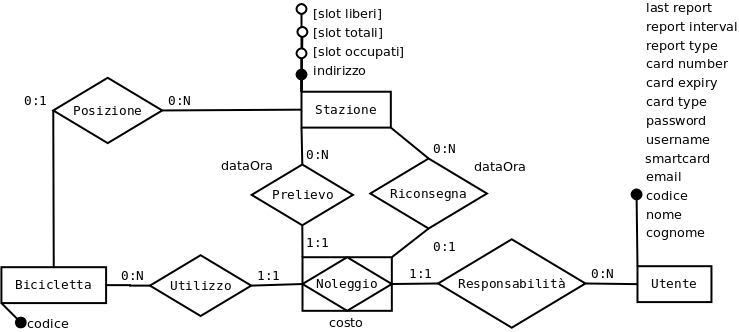 [slot liberi]
[slot totali]
[slot occupati]
indirizzo
last report
report interval
report type
card number
card expiry
card type
password
username
smartcard
email
codice
nome
cognome
0:1
Posizione
0:N
Stazione
0:N
dataOra
Prelievo
1:1
0:N
dataOra
Riconsegna
0:1
Bicicletta
codice
0:N
Utilizzo
1:1
Noleggio
costo
1:1
Responsabilità
0:N
Utente